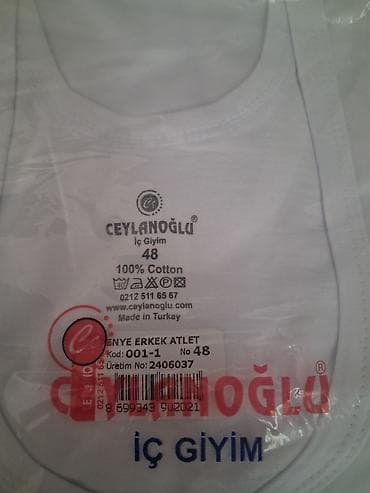 CEYLANOĞLU®
İç Giyim
48
100% Cotton
0212 511 65 67
www.ceylanoglu.com
Made in Turkey
ENYE ERKEK ATLET
Kod: 001-1 No 48
Üretim No: 2406037
CEYLANOĞLU®
İÇ GİYİM